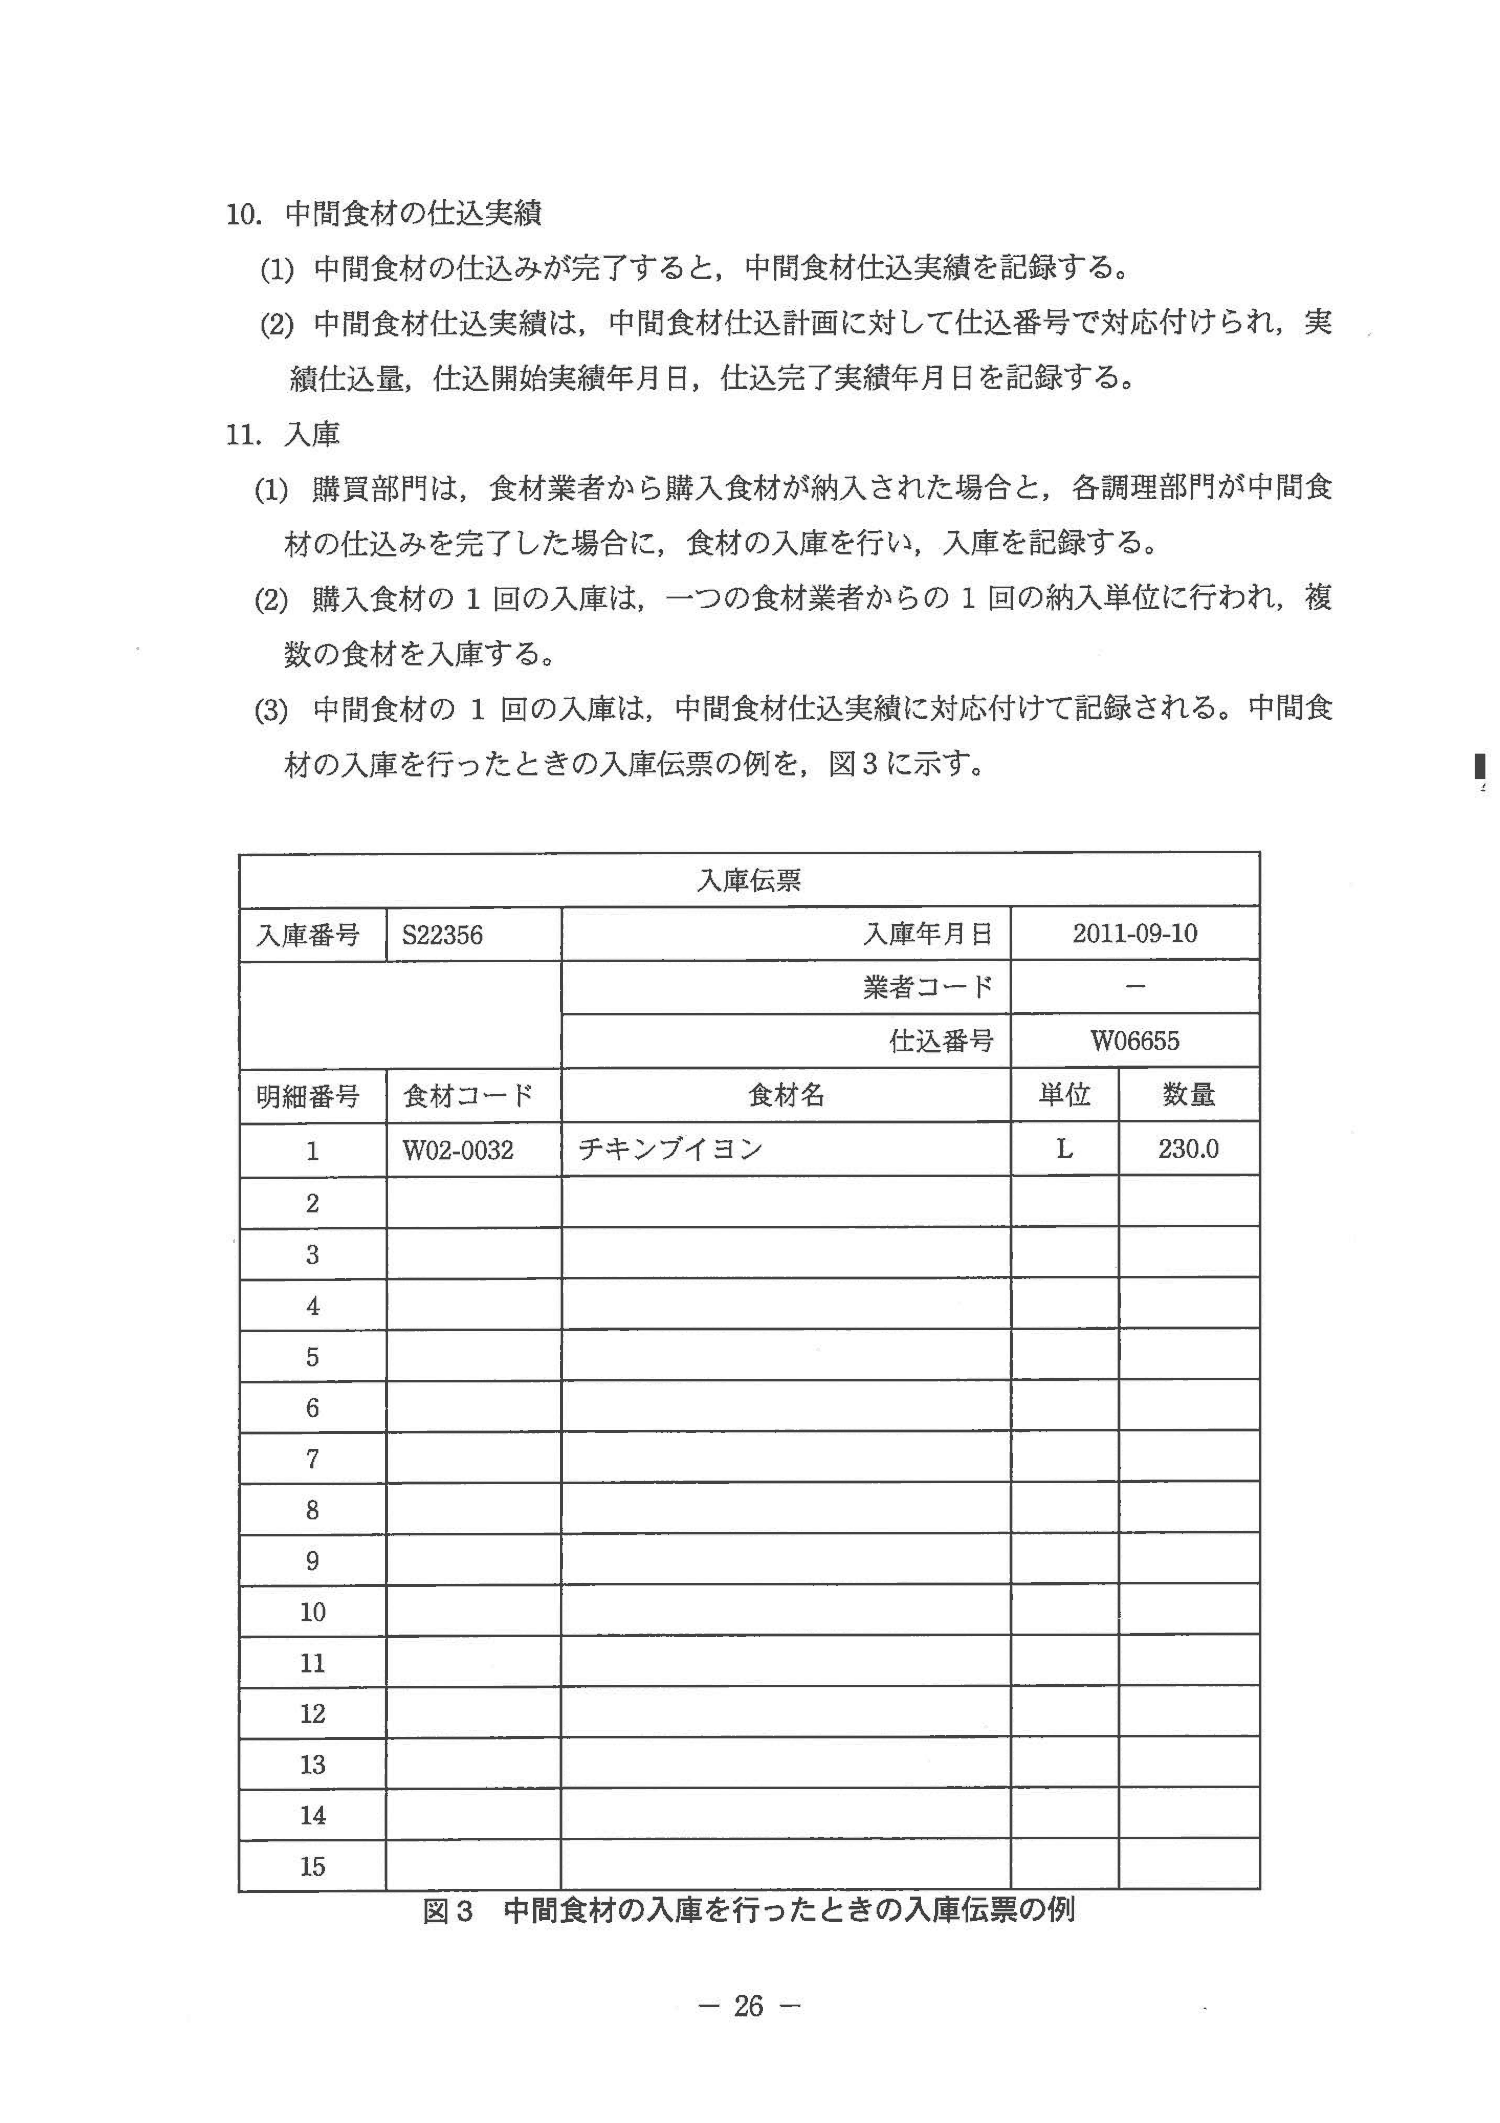 10. 中間食材の仕込実績
(1) 中間食材の仕込みが完了すると，中間食材仕込実績を記録する。
(2) 中間食材仕込実績は，中間食材仕込計画に対して仕込番号で対応付けられ，実
績仕込量，仕込開始実績年月日，仕込完了実績年月日を記録する。
11. 入庫
(1) 購買部門は，食材業者から購入食材が納入された場合と，各調理部門が中間食
材の仕込みを完了した場合に，食材の入庫を行い，入庫を記録する。
(2) 購入食材の 1 回の入庫は，一つの食材業者からの 1 回の納入単位に行われ，複
数の食材を入庫する。
(3) 中間食材の 1 回の入庫は，中間食材仕込実績に対応付けて記録される。中間食
材の入庫を行ったときの入庫伝票の例を，図 3 に示す。
入庫伝票
入庫番号 S22356 入庫年月日 2011-09-10
業者コード －
仕込番号 W06655
明細番号 食材コード 食材名 単位 数量
1 W02-0032 チキンブイヨン L 230.0
2
3
4
5
6
7
8
9
10
11
12
13
14
15
図 3 中間食材の入庫を行ったときの入庫伝票の例
－ 26 －